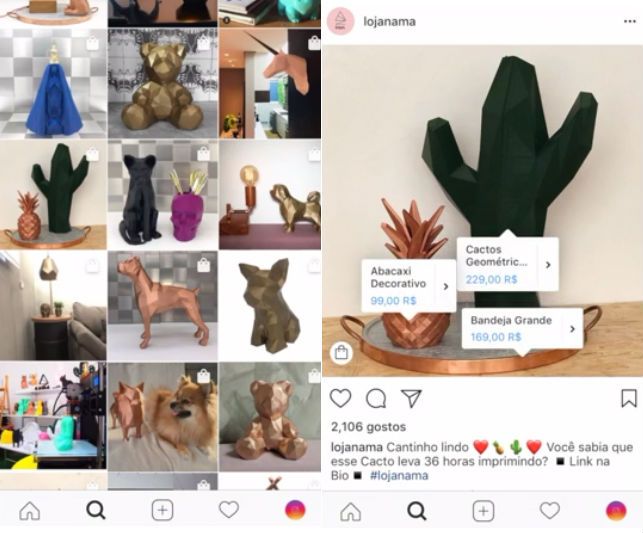 lojanama
Cactos
Geométric...
229,00 R$
Abacaxi
Decorativo
99,00 R$
Bandeja Grande
169,00 R$
2,106 gostos
lojanama Cantinho lindo ❤️🍍🌵❤️ Você sabia que
esse Cacto leva 36 horas imprimindo? ◾ Link na
Bio ◾ #lojanama